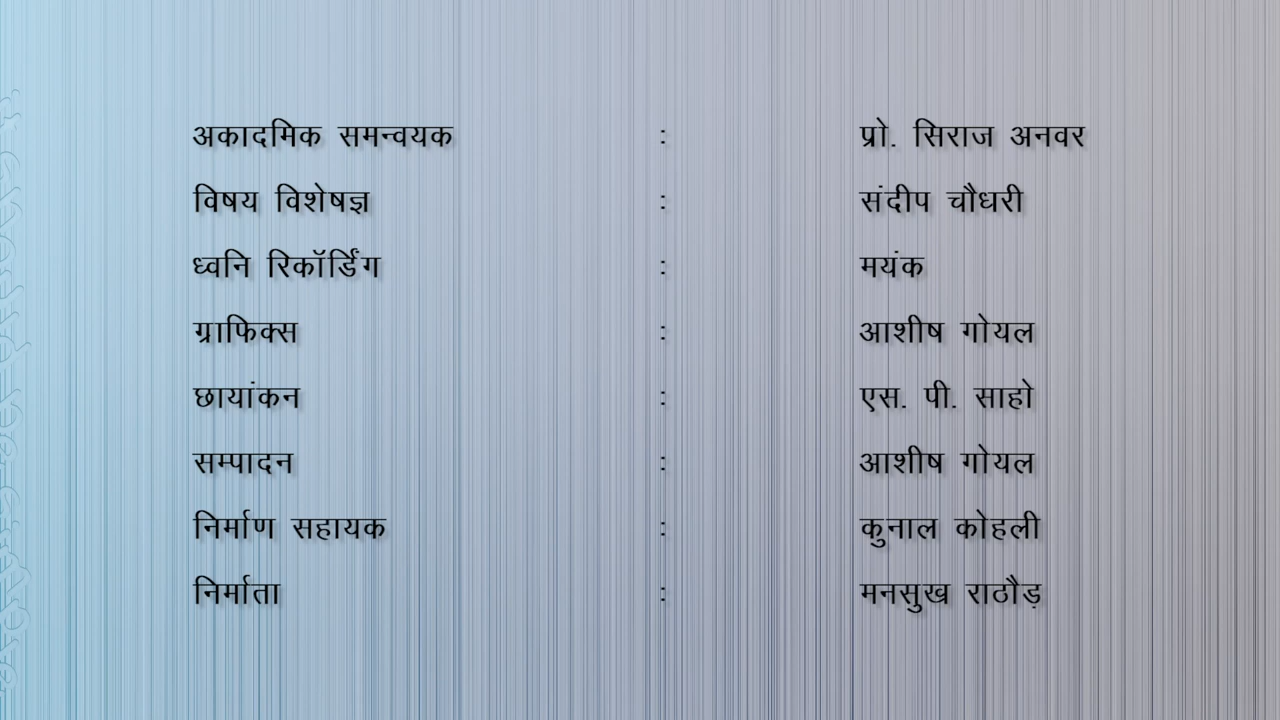 अकादमिक समन्वयक : प्रो. सिराज अनवर
विषय विशेषज्ञ : संदीप चौधरी
ध्वनि रिकॉर्डिंग : मयंक
ग्राफिक्स : आशीष गोयल
छायांकन : एस. पी. साहो
सम्पादन : आशीष गोयल
निर्माण सहायक : कुनाल कोहली
निर्माता : मनसुख राठौड़